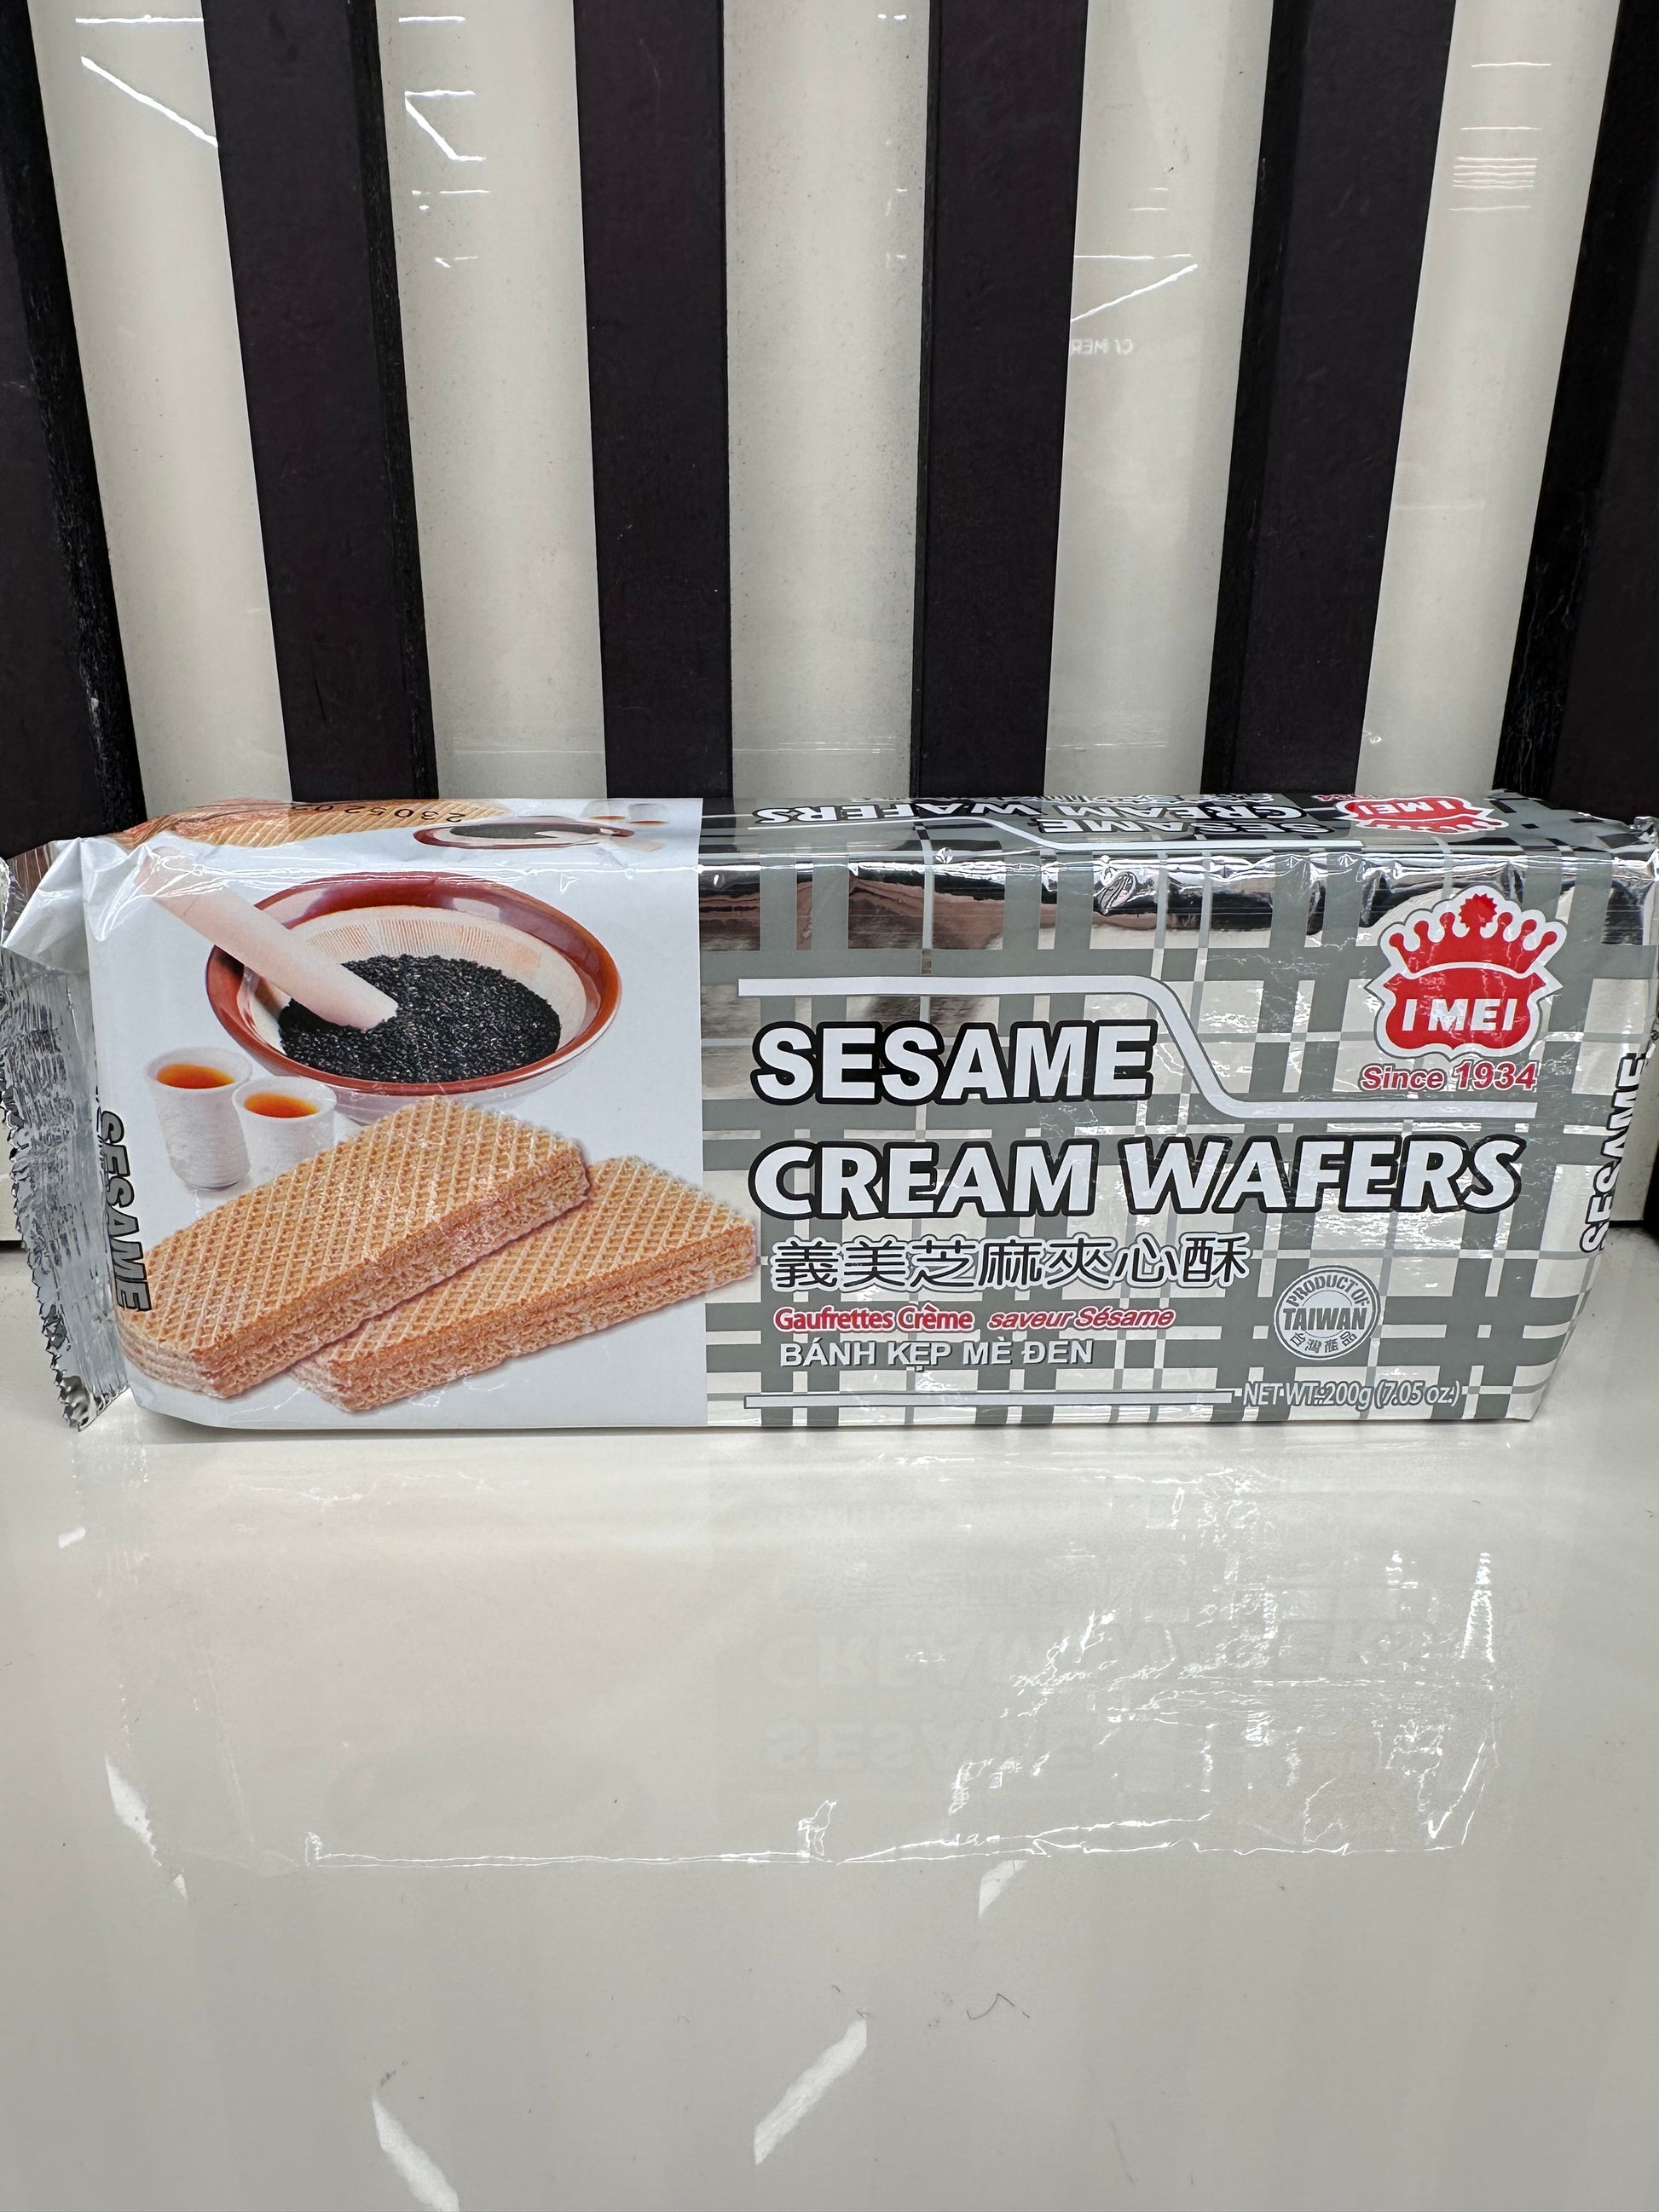 SESAME
CREAM WAFERS
I MEI
230520
SESAME
I MEI
Since 1934
SESAME
CREAM WAFERS
義美芝麻夾心酥
Gaufrettes Crème saveur Sésame
BÁNH KẸP MÈ ĐEN
PRODUCT OF
TAIWAN
台灣產品
NET WT.:200g (7.05 oz.)
SESAME